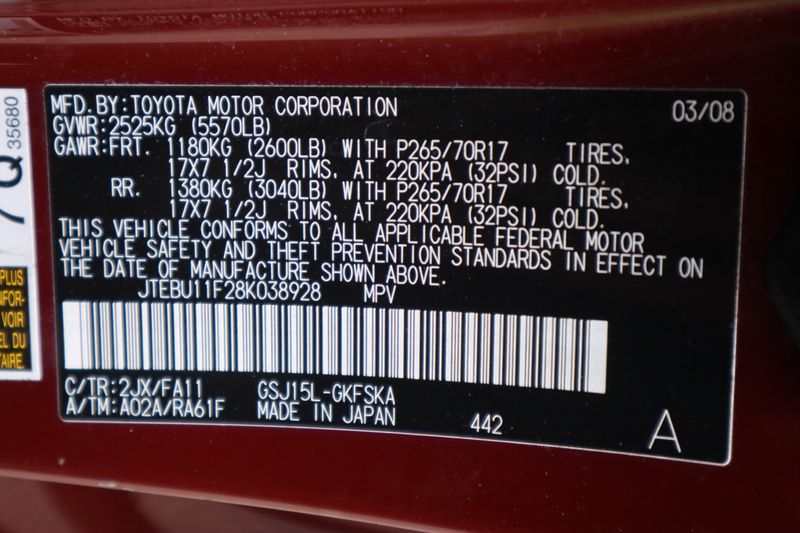 MFD.BY:TOYOTA MOTOR CORPORATION 03/08
GVWR:2525KG (5570LB)
GAWR:FRT. 1180KG (2600LB) WITH P265/70R17 TIRES,
17X7 1/2J RIMS, AT 220KPA (32PSI) COLD.
RR. 1380KG (3040LB) WITH P265/70R17 TIRES,
17X7 1/2J RIMS, AT 220KPA (32PSI) COLD.
THIS VEHICLE CONFORMS TO ALL APPLICABLE FEDERAL MOTOR
VEHICLE SAFETY AND THEFT PREVENTION STANDARDS IN EFFECT ON
THE DATE OF MANUFACTURE SHOWN ABOVE.
JTEBU11F28K038928 MPV
C/TR:2JX/FA11 GSJ15L-GKFSKA
A/TM:A02A/RA61F MADE IN JAPAN 442 A
Q 35680
PLUS
NFOR-
VOIR
EL DU
TAIRE.